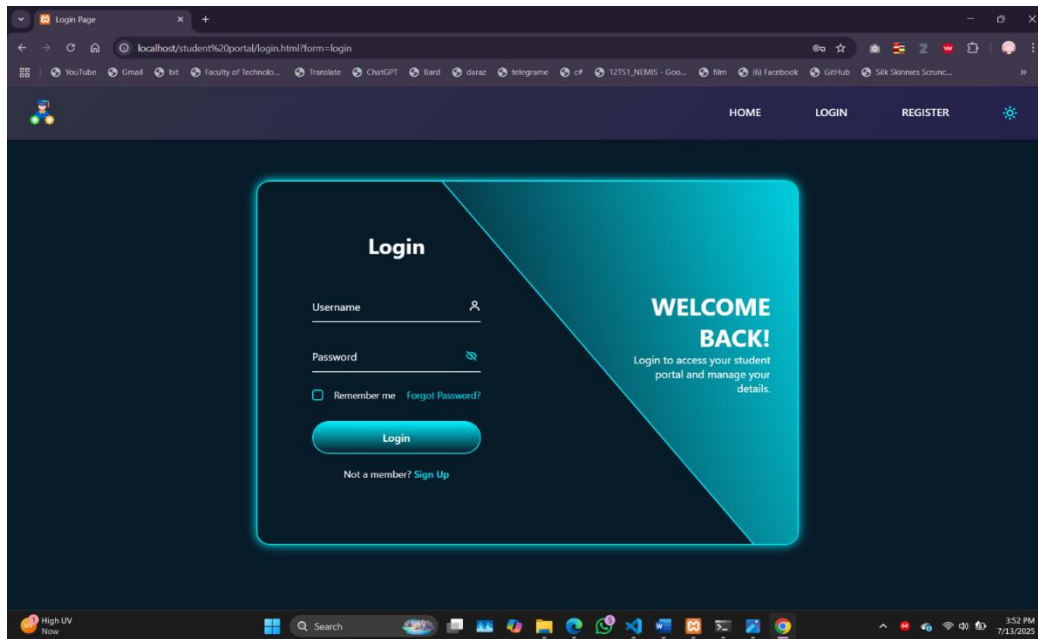 Login Page
localhost/student%20portal/login.html?form=login
YouTube Gmail bit Faculty of Technolo... Translate ChatGPT Bard daraz telegrame c# 12TS1_NEMIS - Goo... film (6) Facebook GitHub Silk Skinnies Scrunc...
HOME LOGIN REGISTER
Login
Username
Password
Remember me Forgot Password?
Login
Not a member? Sign Up
WELCOME
BACK!
Login to access your student
portal and manage your
details.
High UV
Now
Search
3:52 PM
7/13/2025